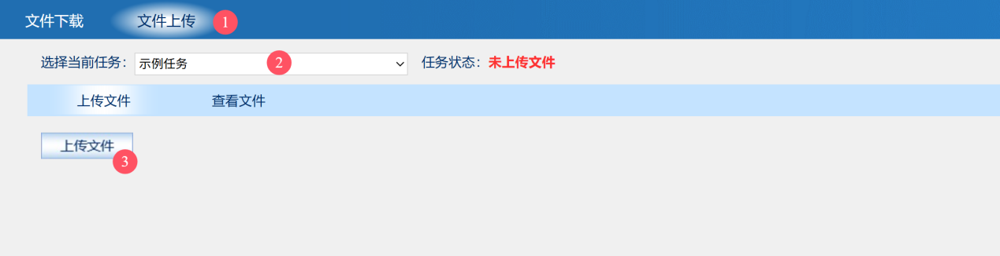 文件下载 文件上传 1
选择当前任务： 示例任务 2 任务状态：未上传文件
上传文件 查看文件
上传文件 3